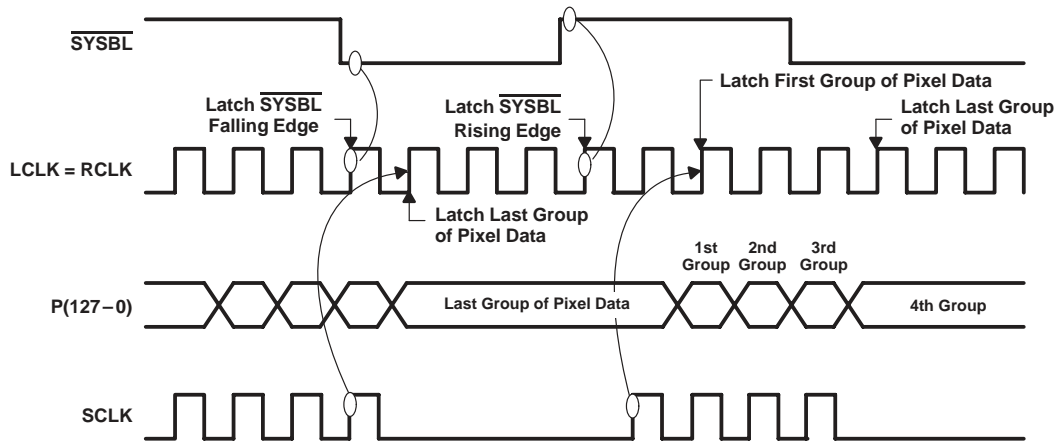 SYSBL
Latch First Group of Pixel Data
Latch SYSBL
Falling Edge
Latch SYSBL
Rising Edge
Latch Last Group
of Pixel Data
LCLK = RCLK
Latch Last Group
of Pixel Data
1st
Group
2nd
Group
3rd
Group
P(127–0)
Last Group of Pixel Data
4th Group
SCLK